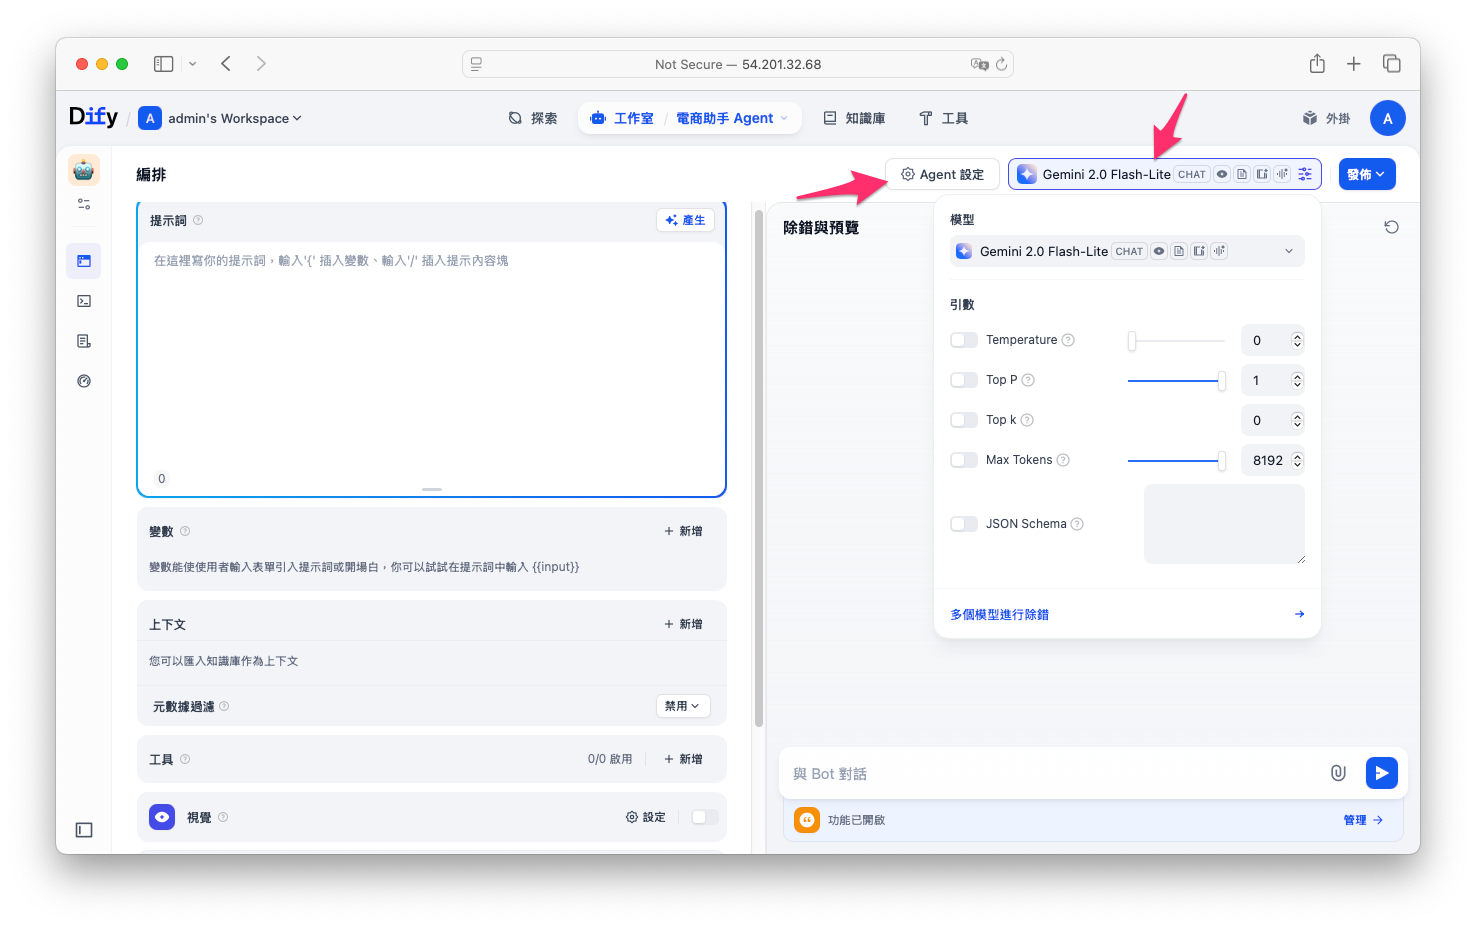 Not Secure — 54.201.32.68
Dify / A admin's Workspace
探索
工作室 / 電商助手 Agent
知識庫
工具
外掛
A
編排
Agent 設定
Gemini 2.0 Flash-Lite CHAT
發佈
提示詞
產生
在這裡寫你的提示詞，輸入'{' 插入變數、輸入'/' 插入提示內容塊
0
變數
+ 新增
變數能使使用者輸入表單引入提示詞或開場白，你可以試試在提示詞中輸入 {{input}}
上下文
+ 新增
您可以匯入知識庫作為上下文
元數據過濾
禁用
工具
0/0 啟用
+ 新增
視覺
設定
除錯與預覽
模型
Gemini 2.0 Flash-Lite CHAT
引數
Temperature
0
Top P
1
Top k
0
Max Tokens
8192
JSON Schema
多個模型進行除錯
與 Bot 對話
功能已開啟
管理